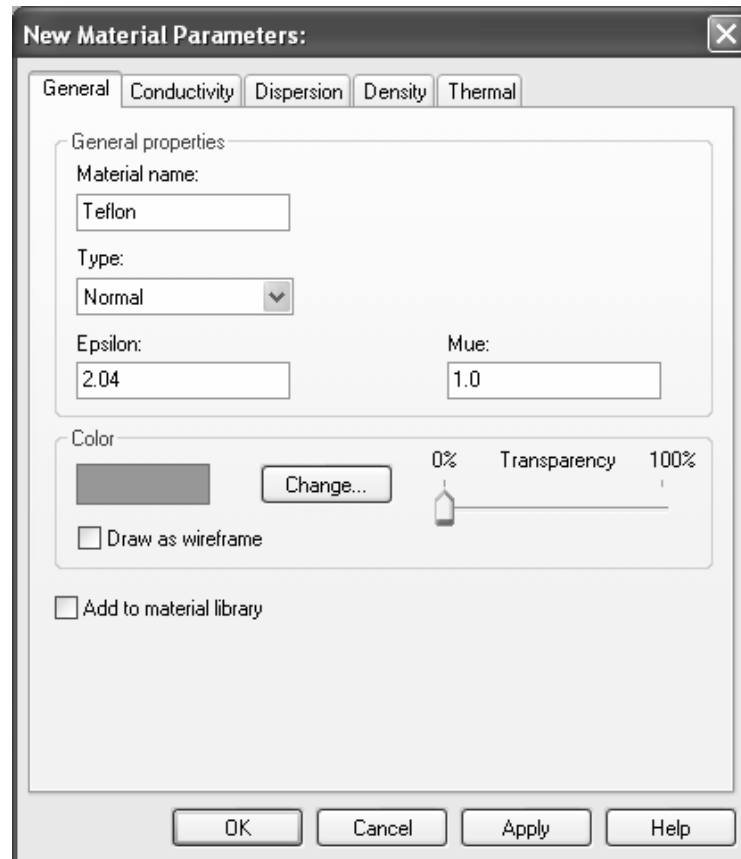 New Material Parameters:
General Conductivity Dispersion Density Thermal
General properties
Material name:
Teflon
Type:
Normal
Epsilon: Mue:
2.04 1.0
Color
0% Transparency 100%
Change...
Draw as wireframe
Add to material library
OK Cancel Apply Help